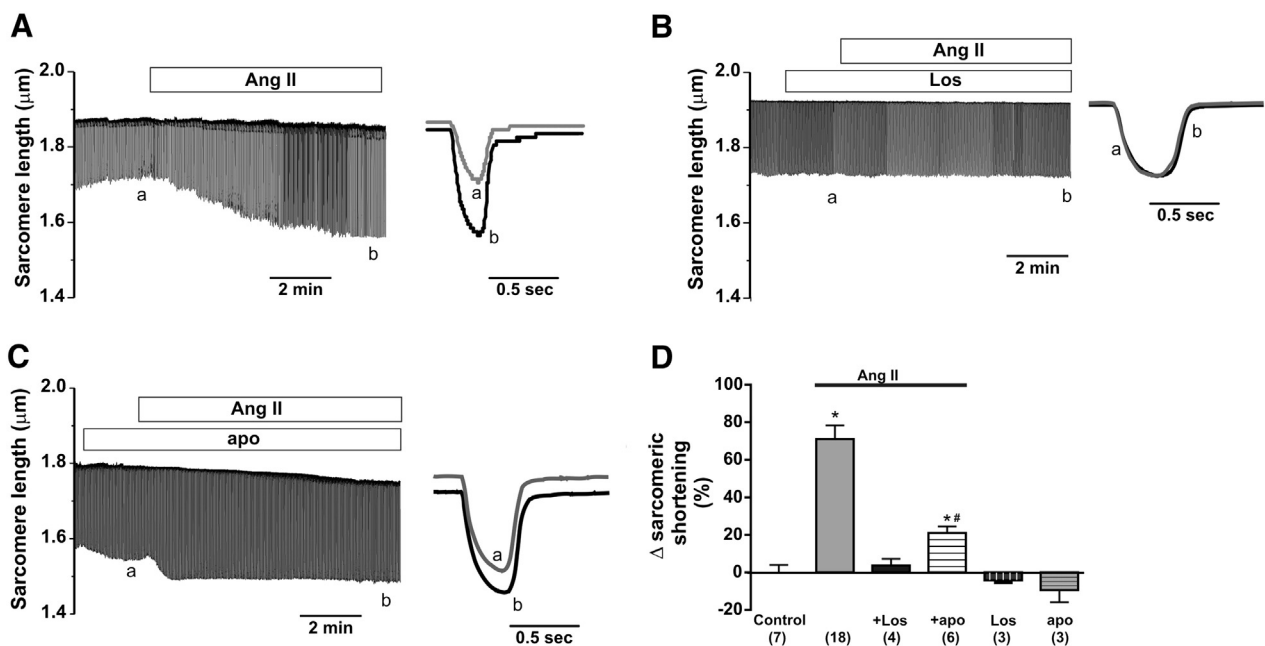 A
Sarcomere length (μm)
2.0
1.8
1.6
1.4
Ang II
a
b
2 min
a
b
0.5 sec
B
Sarcomere length (μm)
2.0
1.8
1.6
1.4
Ang II
Los
a
b
2 min
a
b
0.5 sec
C
Sarcomere length (μm)
2.0
1.8
1.6
1.4
Ang II
apo
a
b
2 min
a
b
0.5 sec
D
Δ sarcomeric
shortening
(%)
100
80
60
40
20
0
-20
Ang II
*
*#
Control +Los +apo Los apo
(7) (18) (4) (6) (3) (3)